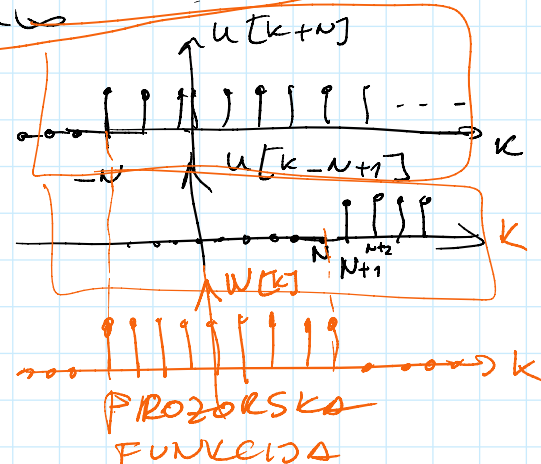 u[k+N]
k
-N
u[k-N+1]
k
N
N+1
N+2
W[k]
k
PROZORSKA
FUNKCIJA